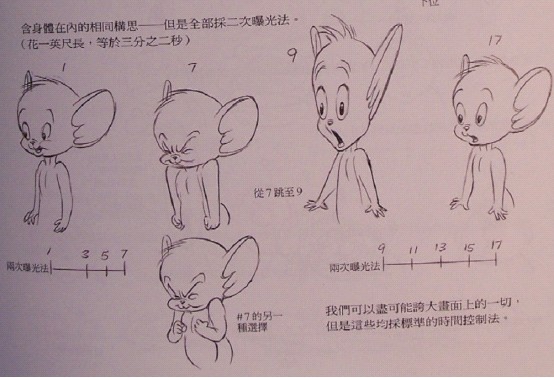 下位
含身體在內的相同構思——但是全部採二次曝光法。
(花一英尺長，等於三分之二秒)
1
7
9
17
從7跳至9
兩次曝光法
1 3 5 7
兩次曝光法
9 11 13 15 17
#7的另一
種選擇
我們可以盡可能誇大畫面上的一切，
但是這些均採標準的時間控制法。